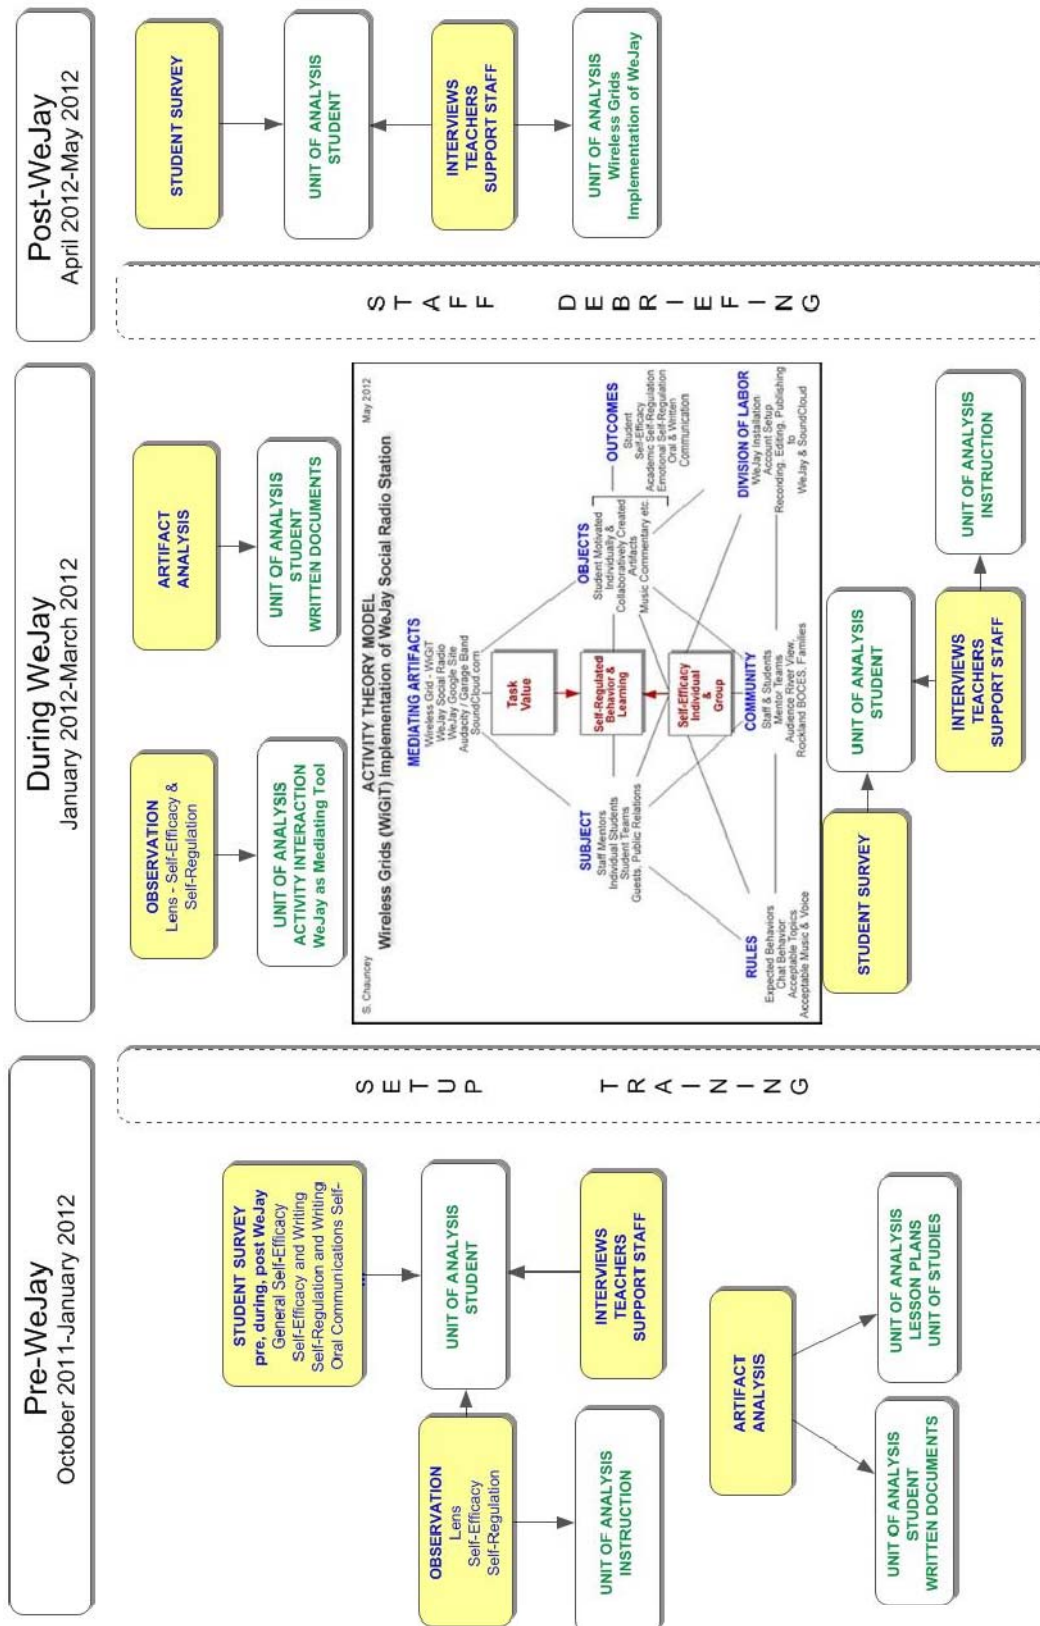 Pre-WeJay
October 2011-January 2012
STUDENT SURVEY
pre, during, post WeJay
General Self-Efficacy
Self-Efficacy and Writing
Self-Regulation and Writing
Oral Communications Self-
...
OBSERVATION
Lens
Self-Efficacy
Self-Regulation
UNIT OF ANALYSIS
STUDENT
UNIT OF ANALYSIS
INSTRUCTION
INTERVIEWS
TEACHERS
SUPPORT STAFF
ARTIFACT
ANALYSIS
UNIT OF ANALYSIS
STUDENT
WRITTEN DOCUMENTS
UNIT OF ANALYSIS
LESSON PLANS
UNIT OF STUDIES
SETUP TRAINING
During WeJay
January 2012-March 2012
OBSERVATION
Lens - Self-Efficacy &
Self-Regulation
UNIT OF ANALYSIS
ACTIVITY INTERACTION
WeJay as Mediating Tool
ARTIFACT
ANALYSIS
UNIT OF ANALYSIS
STUDENT
WRITTEN DOCUMENTS
S. Chauncey
May 2012
ACTIVITY THEORY MODEL
Wireless Grids (WiGiT) Implementation of WeJay Social Radio Station
MEDIATING ARTIFACTS
Wireless Grid - WiGiT
WeJay Social Radio
WeJay Google Site
Audacity / Garage Band
SoundCloud.com
Task
Value
SUBJECT
Staff Mentors
Individual Students
Student Teams
Guests, Public Relations
Self-Regulated
Behavior &
Learning
OBJECTS
Student Motivated
Individually &
Collaboratively Created
Artifacts
Music Commentary etc.
OUTCOMES
Student
Self-Efficacy
Academic Self-Regulation
Emotional Self-Regulation
Oral & Written
Communication
Self-Efficacy
Individual
&
Group
RULES
Expected Behaviors
Chat Behavior:
Acceptable Topics
Acceptable Music & Voice
COMMUNITY
Staff & Students
Mentor Teams
Audience River View,
Rockland BOCES, Families
DIVISION OF LABOR
WeJay Installation
Account Setup
Recording, Editing, Publishing
to
WeJay & SoundCloud
STUDENT SURVEY
UNIT OF ANALYSIS
STUDENT
INTERVIEWS
TEACHERS
SUPPORT STAFF
UNIT OF ANALYSIS
INSTRUCTION
STAFF DEBRIEFING
Post-WeJay
April 2012-May 2012
STUDENT SURVEY
UNIT OF ANALYSIS
STUDENT
INTERVIEWS
TEACHERS
SUPPORT STAFF
UNIT OF ANALYSIS
Wireless Grids
Implementation of WeJay